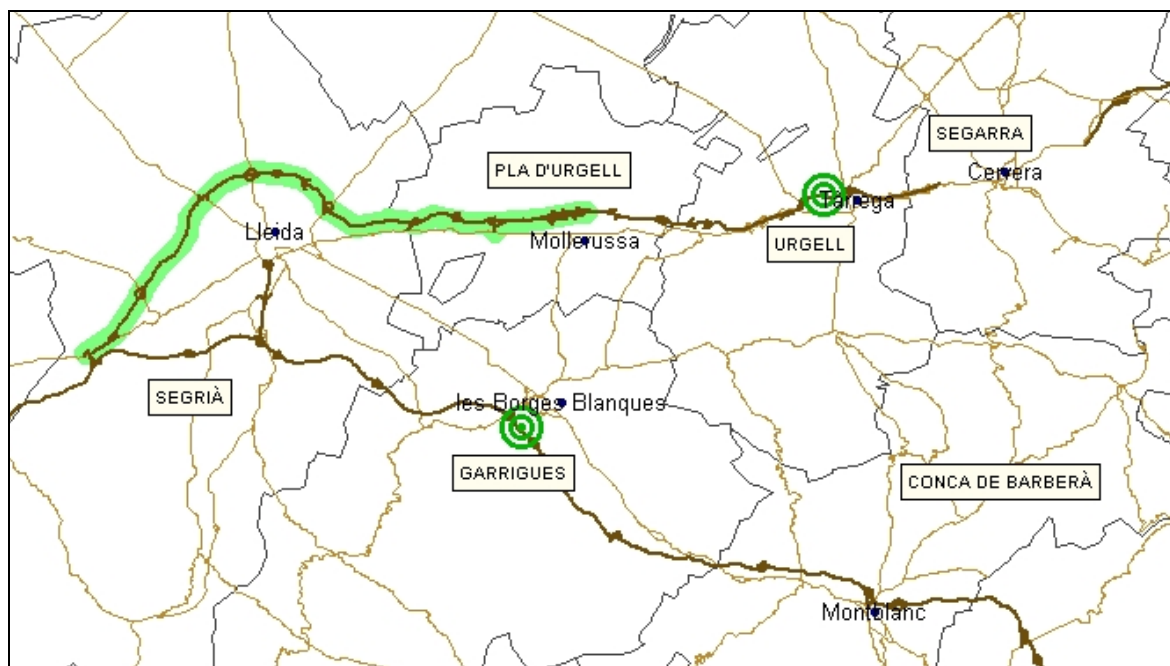 SEGARRA
PLA D'URGELL
Cervera
Tàrrega
Lleida
Mollerussa
URGELL
SEGRIÀ
les Borges Blanques
GARRIGUES
CONCA DE BARBERÀ
Montblanc